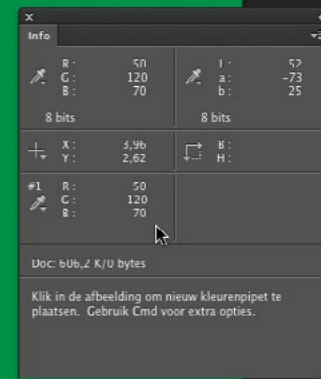 x
Info
R: 50 L: 52
G: 120 a: -73
B: 70 b: 25
8 bits 8 bits
X: 3,96 B:
Y: 2,62 H:
#1 R: 50
G: 120
B: 70
Doc: 606,2 K/0 bytes
Klik in de afbeelding om nieuw kleurenpipet te
plaatsen. Gebruik Cmd voor extra opties.